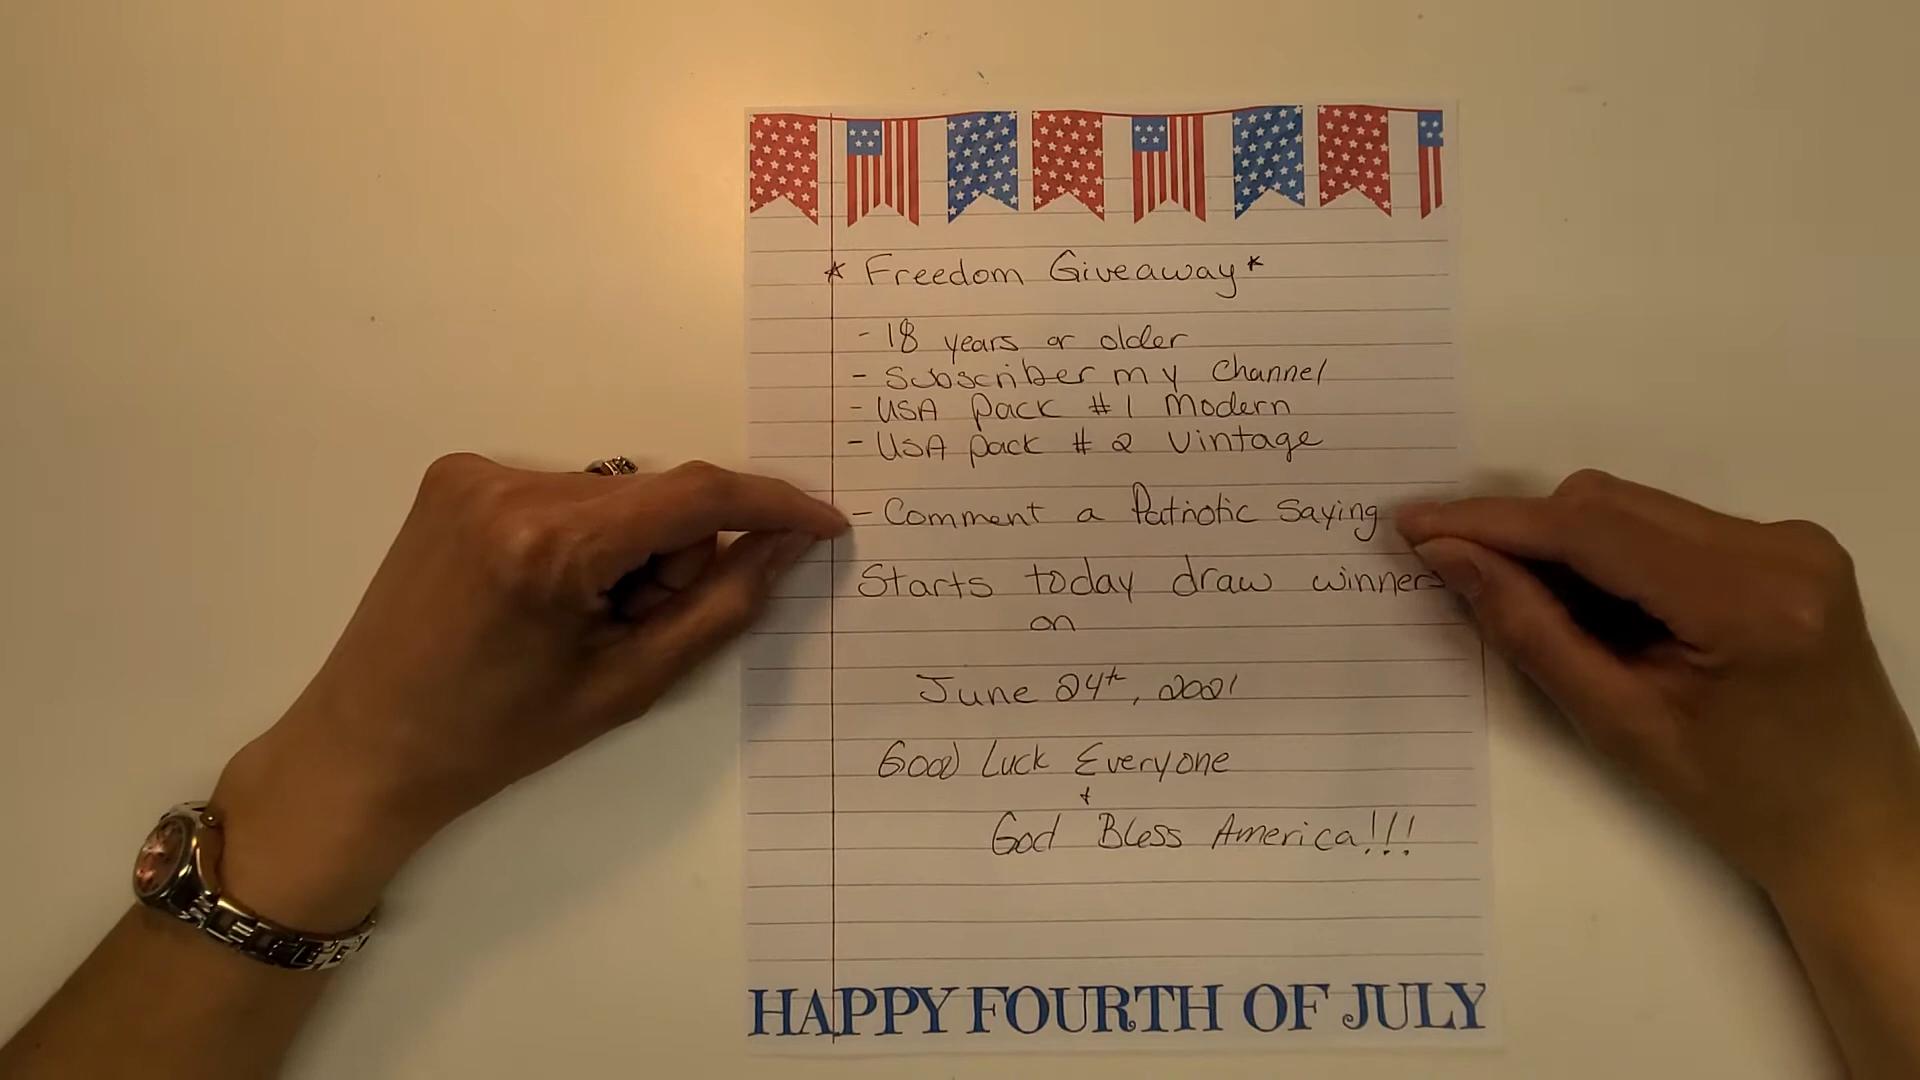 * Freedom Giveaway *
- 18 years or older
- Subscriber my Channel
- USA pack #1 Modern
- USA pack #2 Vintage
- Comment a Patriotic Saying
Starts today draw winners
on
June 24th, 2021
Good Luck Everyone
+
God Bless America!!!
HAPPY FOURTH OF JULY